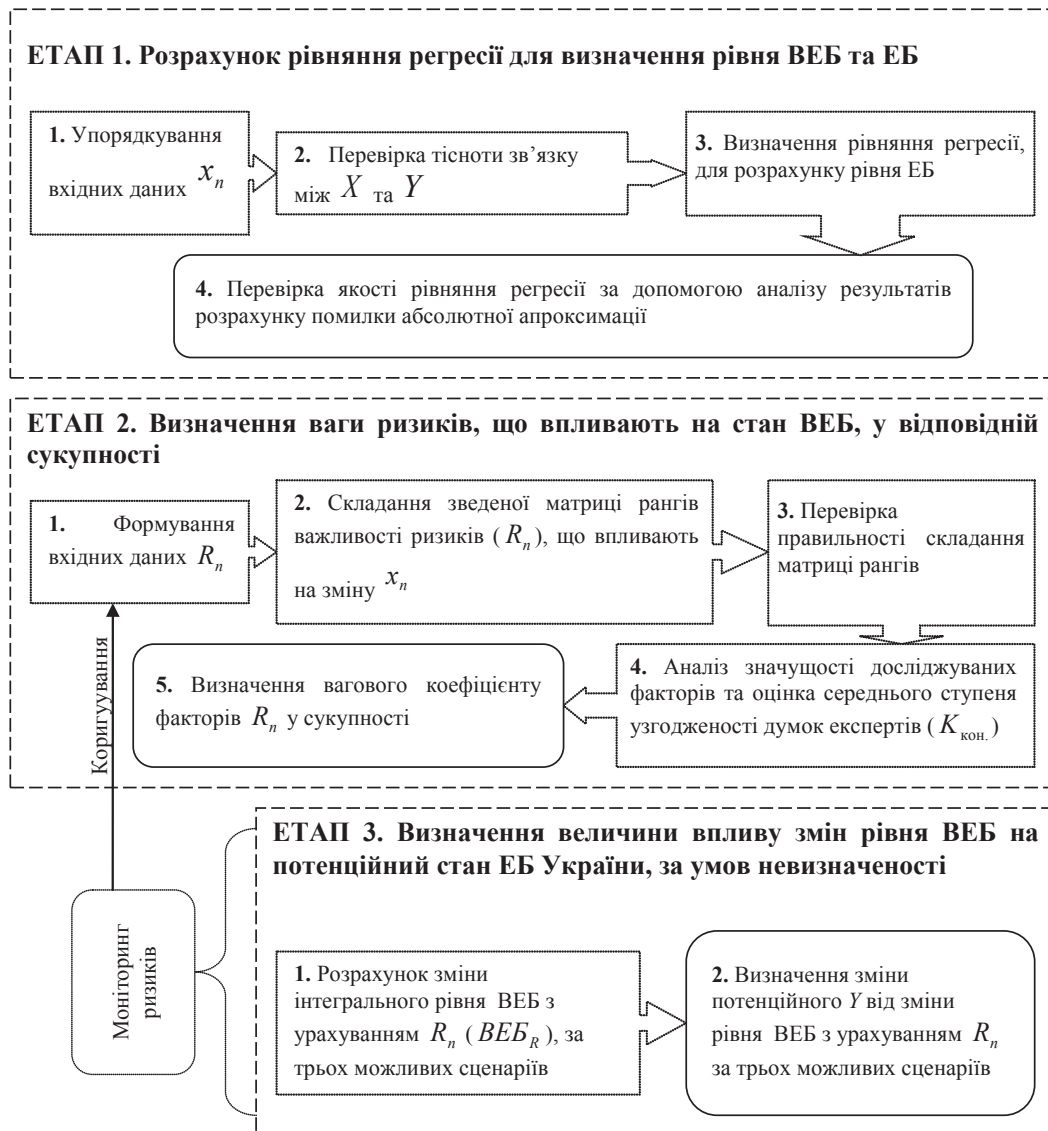 ЕТАП 1. Розрахунок рівняння регресії для визначення рівня ВЕБ та ЕБ
1. Упорядкування
вхідних даних x_n
2. Перевірка тісноти зв’язку
між X та Y
3. Визначення рівняння регресії,
для розрахунку рівня ЕБ
4. Перевірка якості рівняння регресії за допомогою аналізу результатів
розрахунку помилки абсолютної апроксимації
ЕТАП 2. Визначення ваги ризиків, що впливають на стан ВЕБ, у відповідній
сукупності
1. Формування
вхідних даних R_n
2. Складання зведеної матриці рангів
важливості ризиків ( R_n ), що впливають
на зміну x_n
3. Перевірка
правильності складання
матриці рангів
4. Аналіз значущості досліджуваних
факторів та оцінка середнього ступеня
узгодженості думок експертів ( K_кон. )
5. Визначення вагового коефіцієнту
факторів R_n у сукупності
Коригуування
ЕТАП 3. Визначення величини впливу змін рівня ВЕБ на
потенційний стан ЕБ України, за умов невизначеності
Моніторинг
ризиків
1. Розрахунок зміни
інтегрального рівня ВЕБ з
урахуванням R_n ( ВЕБ_R ), за
трьох можливих сценаріїв
2. Визначення зміни
потенційного Y від зміни
рівня ВЕБ з урахуванням R_n
за трьох можливих сценаріїв